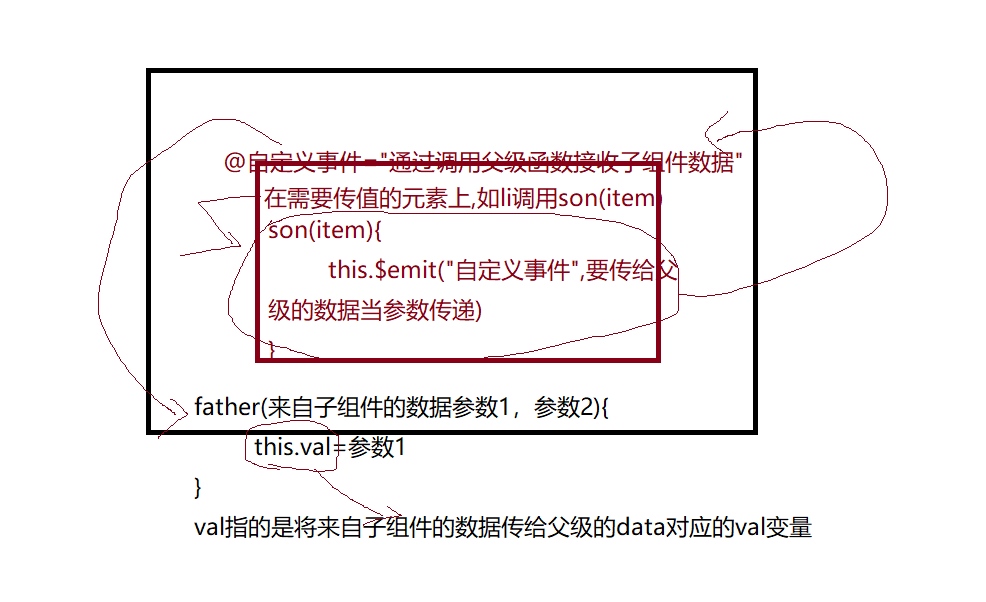 @自定义事件="通过调用父级函数接收子组件数据"
在需要传值的元素上,如li调用son(item)
son(item){
this.$emit("自定义事件",要传给父
级的数据当参数传递)
}
father(来自子组件的数据参数1，参数2){
this.val=参数1
}
val指的是将来自子组件的数据传给父级的data对应的val变量